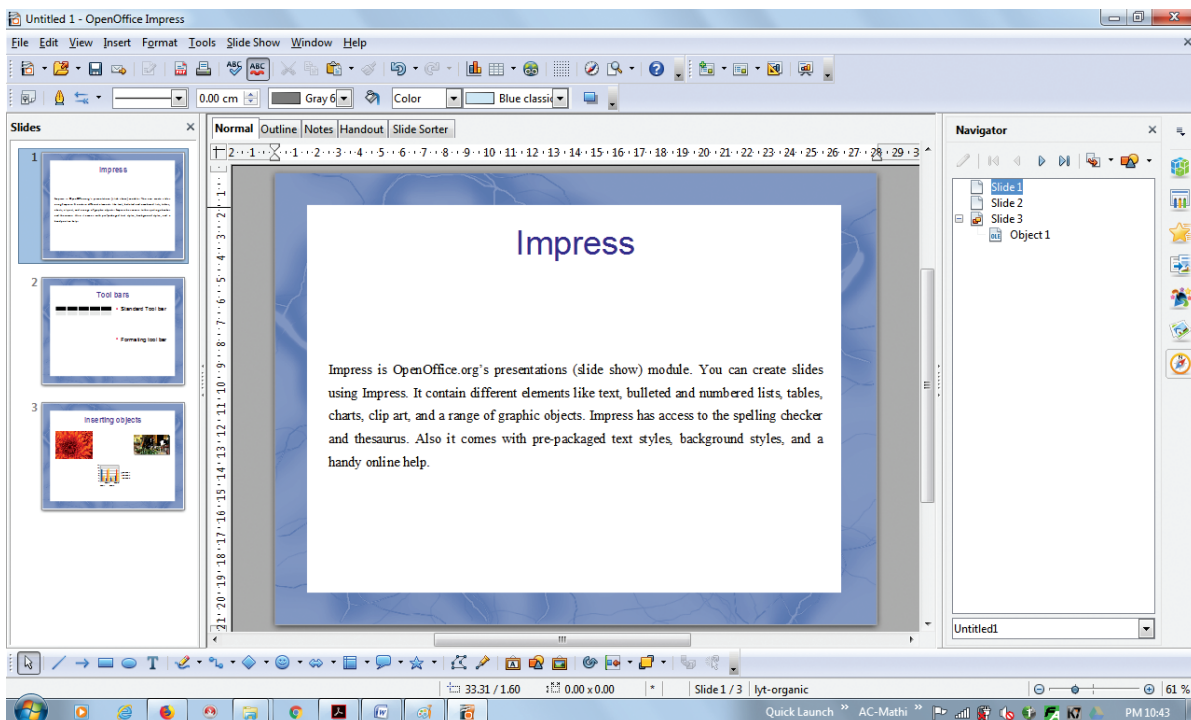 Untitled 1 - OpenOffice Impress
File Edit View Insert Format Tools Slide Show Window Help
0.00 cm Gray 6 Color Blue classic
Slides
Normal Outline Notes Handout Slide Sorter
Navigator
1
Impress
2
Tool bars
Standard Tool bar
Formating tool bar
3
Inserting objects
Impress
Impress is OpenOffice.org's presentations (slide show) module. You can create slides
using Impress. It contain different elements like text, bulleted and numbered lists, tables,
charts, clip art, and a range of graphic objects. Impress has access to the spelling checker
and thesaurus. Also it comes with pre-packaged text styles, background styles, and a
handy online help.
Slide 1
Slide 2
Slide 3
Object 1
Untitled1
33.31 / 1.60 0.00 x 0.00 * Slide 1 / 3 lyt-organic 61 %
Quick Launch » AC-Mathi » PM 10:43